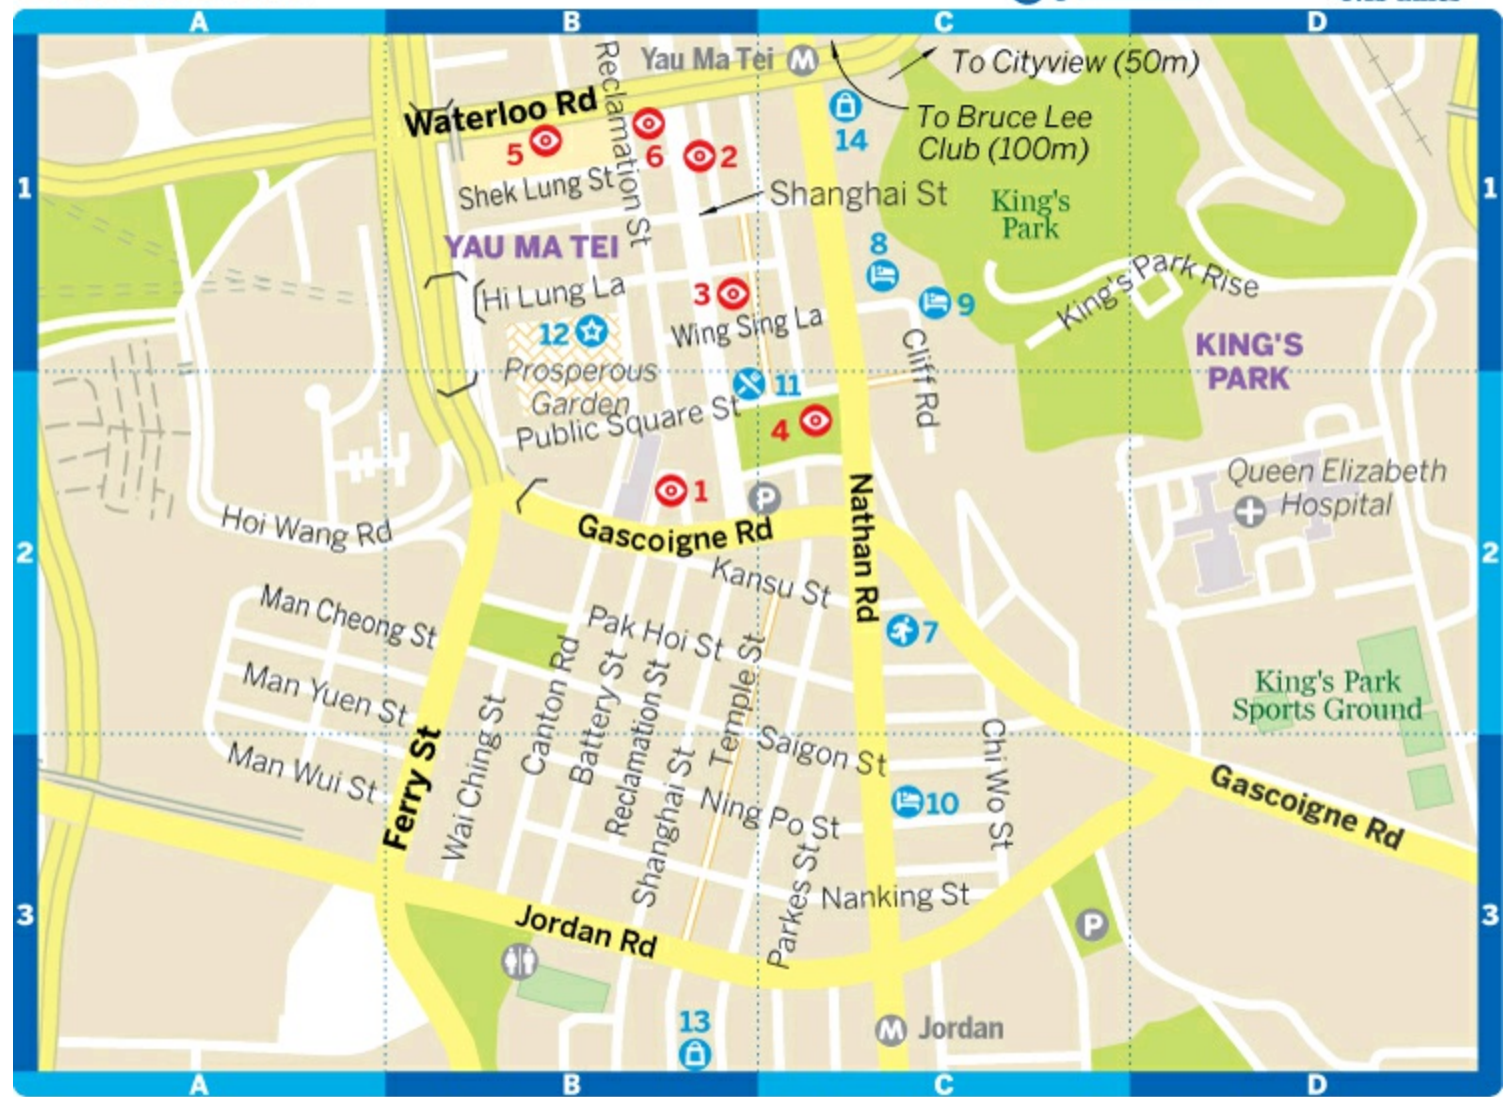 A
B
C
D
Yau Ma Tei
M
To Cityview (50m)
Waterloo Rd
Reclamation St
To Bruce Lee
Club (100m)
14
5
6
2
1
1
Shek Lung St
Shanghai St
King's
Park
YAU MA TEI
8
Hi Lung La
3
9
King's Park Rise
12
Wing Sing La
Cliff Rd
KING'S
PARK
Prosperous
Garden
11
Public Square St
4
Queen Elizabeth
Hospital
1
P
Nathan Rd
Hoi Wang Rd
Gascoigne Rd
2
2
Kansu St
Man Cheong St
Pak Hoi St
7
Man Yuen St
Canton Rd
Battery St
Reclamation St
Temple St
King's Park
Sports Ground
Man Wui St
Ferry St
Wai Ching St
Shanghai St
Saigon St
Chi Wo St
Ning Po St
10
Gascoigne Rd
Parkes St
Nanking St
3
3
Jordan Rd
P
13
M
Jordan
A
B
C
D